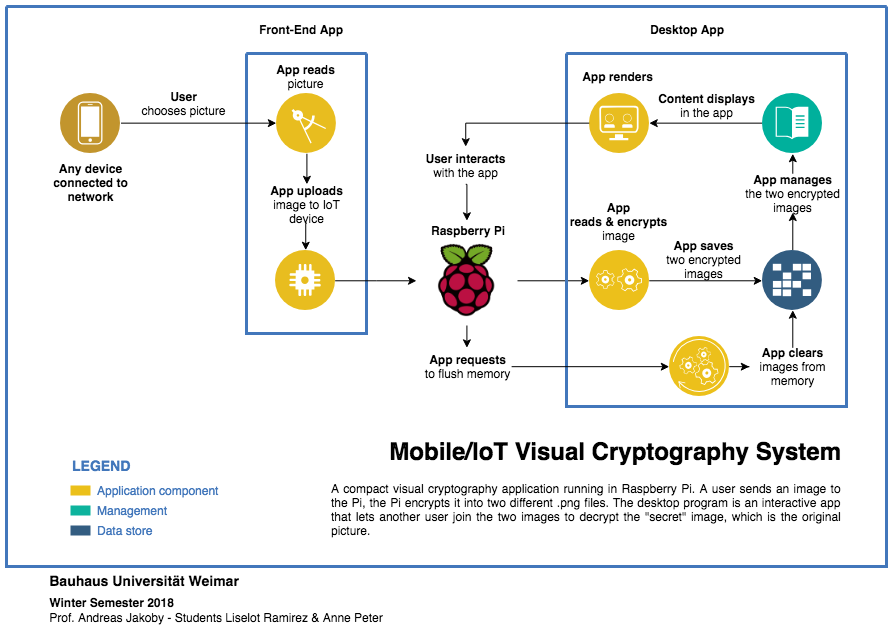 Front-End App
Desktop App
App reads
picture
App renders
User
chooses picture
Content displays
in the app
User interacts
with the app
Any device
connected to
network
App uploads
image to IoT
device
App manages
the two encrypted
images
App
reads & encrypts
image
Raspberry Pi
App saves
two encrypted
images
App requests
to flush memory
App clears
images from
memory
Mobile/IoT Visual Cryptography System
LEGEND
Application component
Management
Data store
A compact visual cryptography application running in Raspberry Pi. A user sends an image to
the Pi, the Pi encrypts it into two different .png files. The desktop program is an interactive app
that lets another user join the two images to decrypt the "secret" image, which is the original
picture.
Bauhaus Universität Weimar
Winter Semester 2018
Prof. Andreas Jakoby - Students Liselot Ramirez & Anne Peter